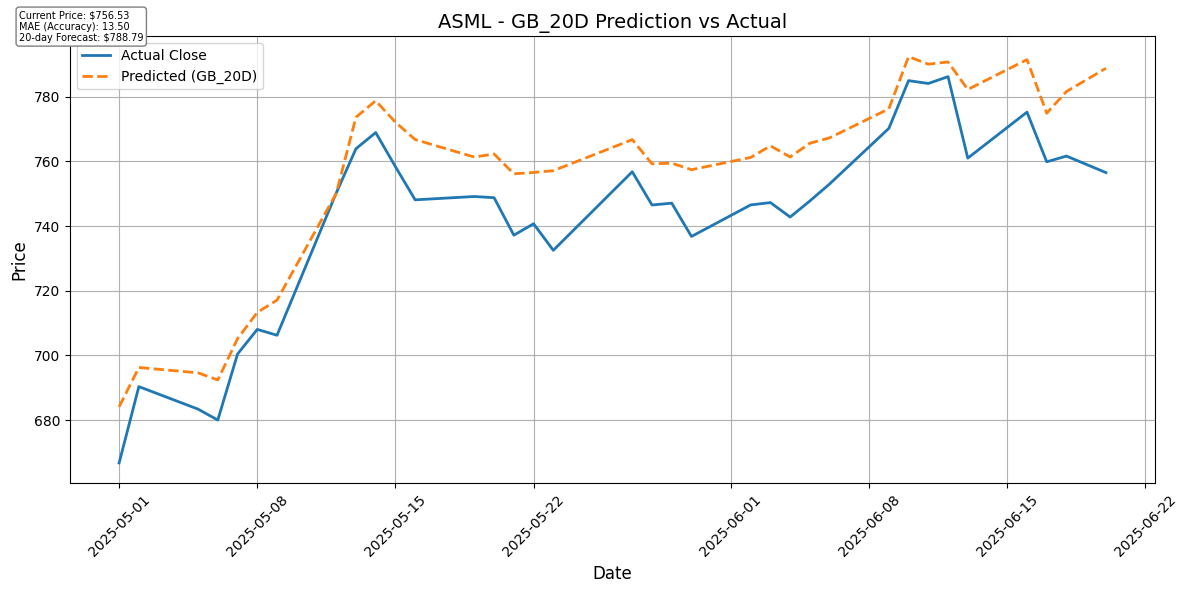 ASML - GB_20D Prediction vs Actual
Current Price: $756.53
MAE (Accuracy): 13.50
20-day Forecast: $788.79
Actual Close
Predicted (GB_20D)
Price
780
760
740
720
700
680
2025-05-01
2025-05-08
2025-05-15
2025-05-22
2025-06-01
2025-06-08
2025-06-15
2025-06-22
Date